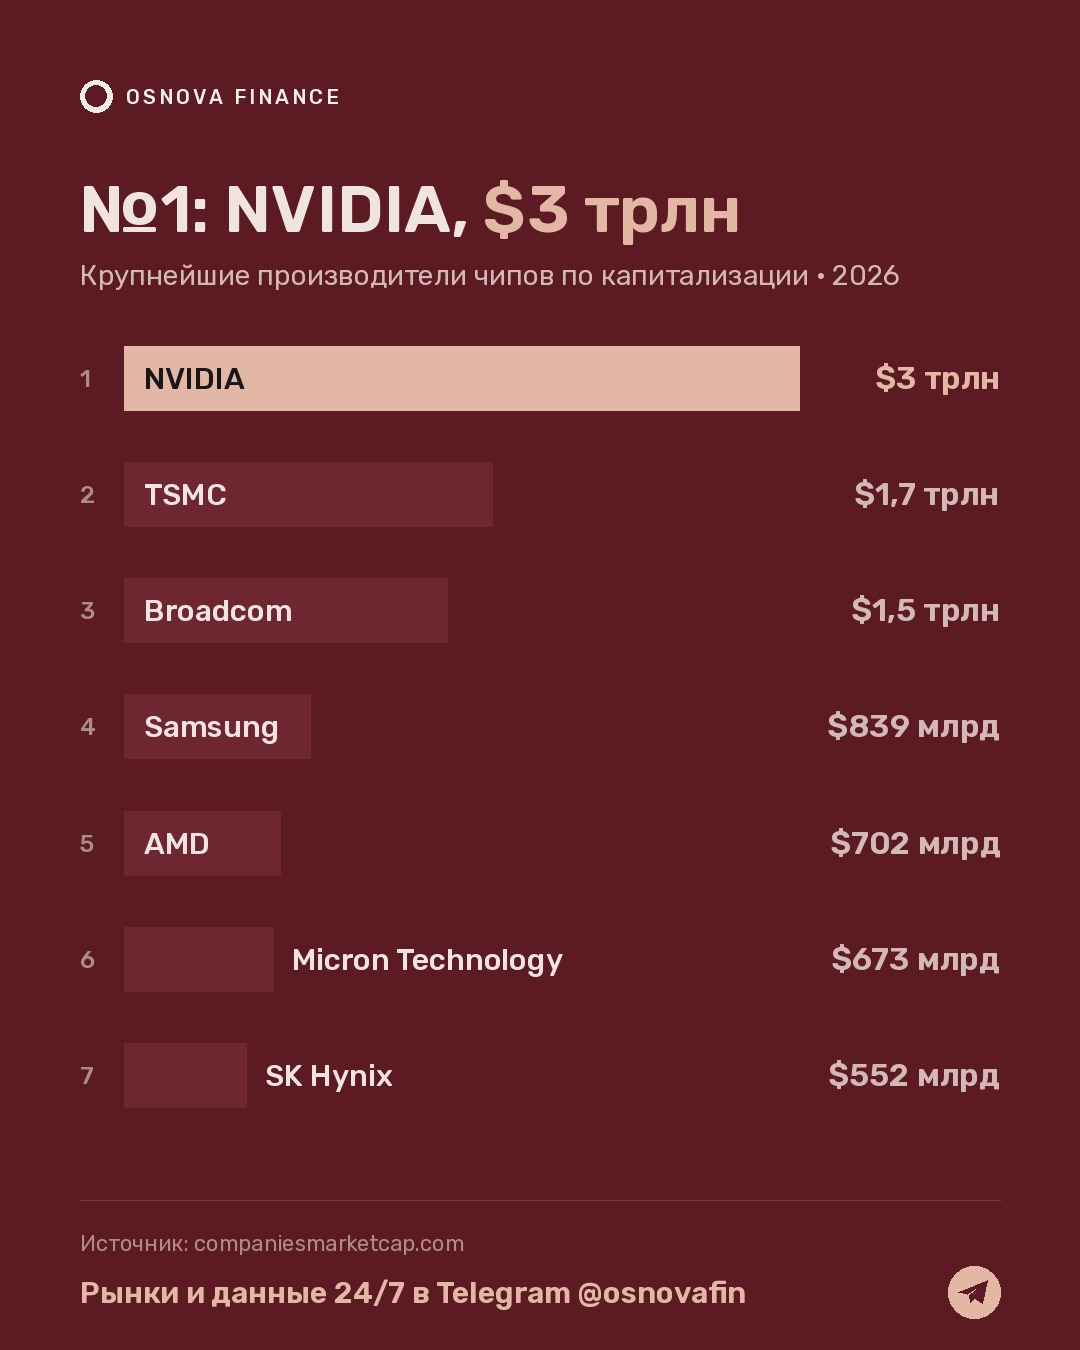 OSNOVA FINANCE
№1: NVIDIA, $3 трлн
Крупнейшие производители чипов по капитализации • 2026
1 NVIDIA $3 трлн
2 TSMC $1,7 трлн
3 Broadcom $1,5 трлн
4 Samsung $839 млрд
5 AMD $702 млрд
6 Micron Technology $673 млрд
7 SK Hynix $552 млрд
Источник: companiesmarketcap.com
Рынки и данные 24/7 в Telegram @osnovafin